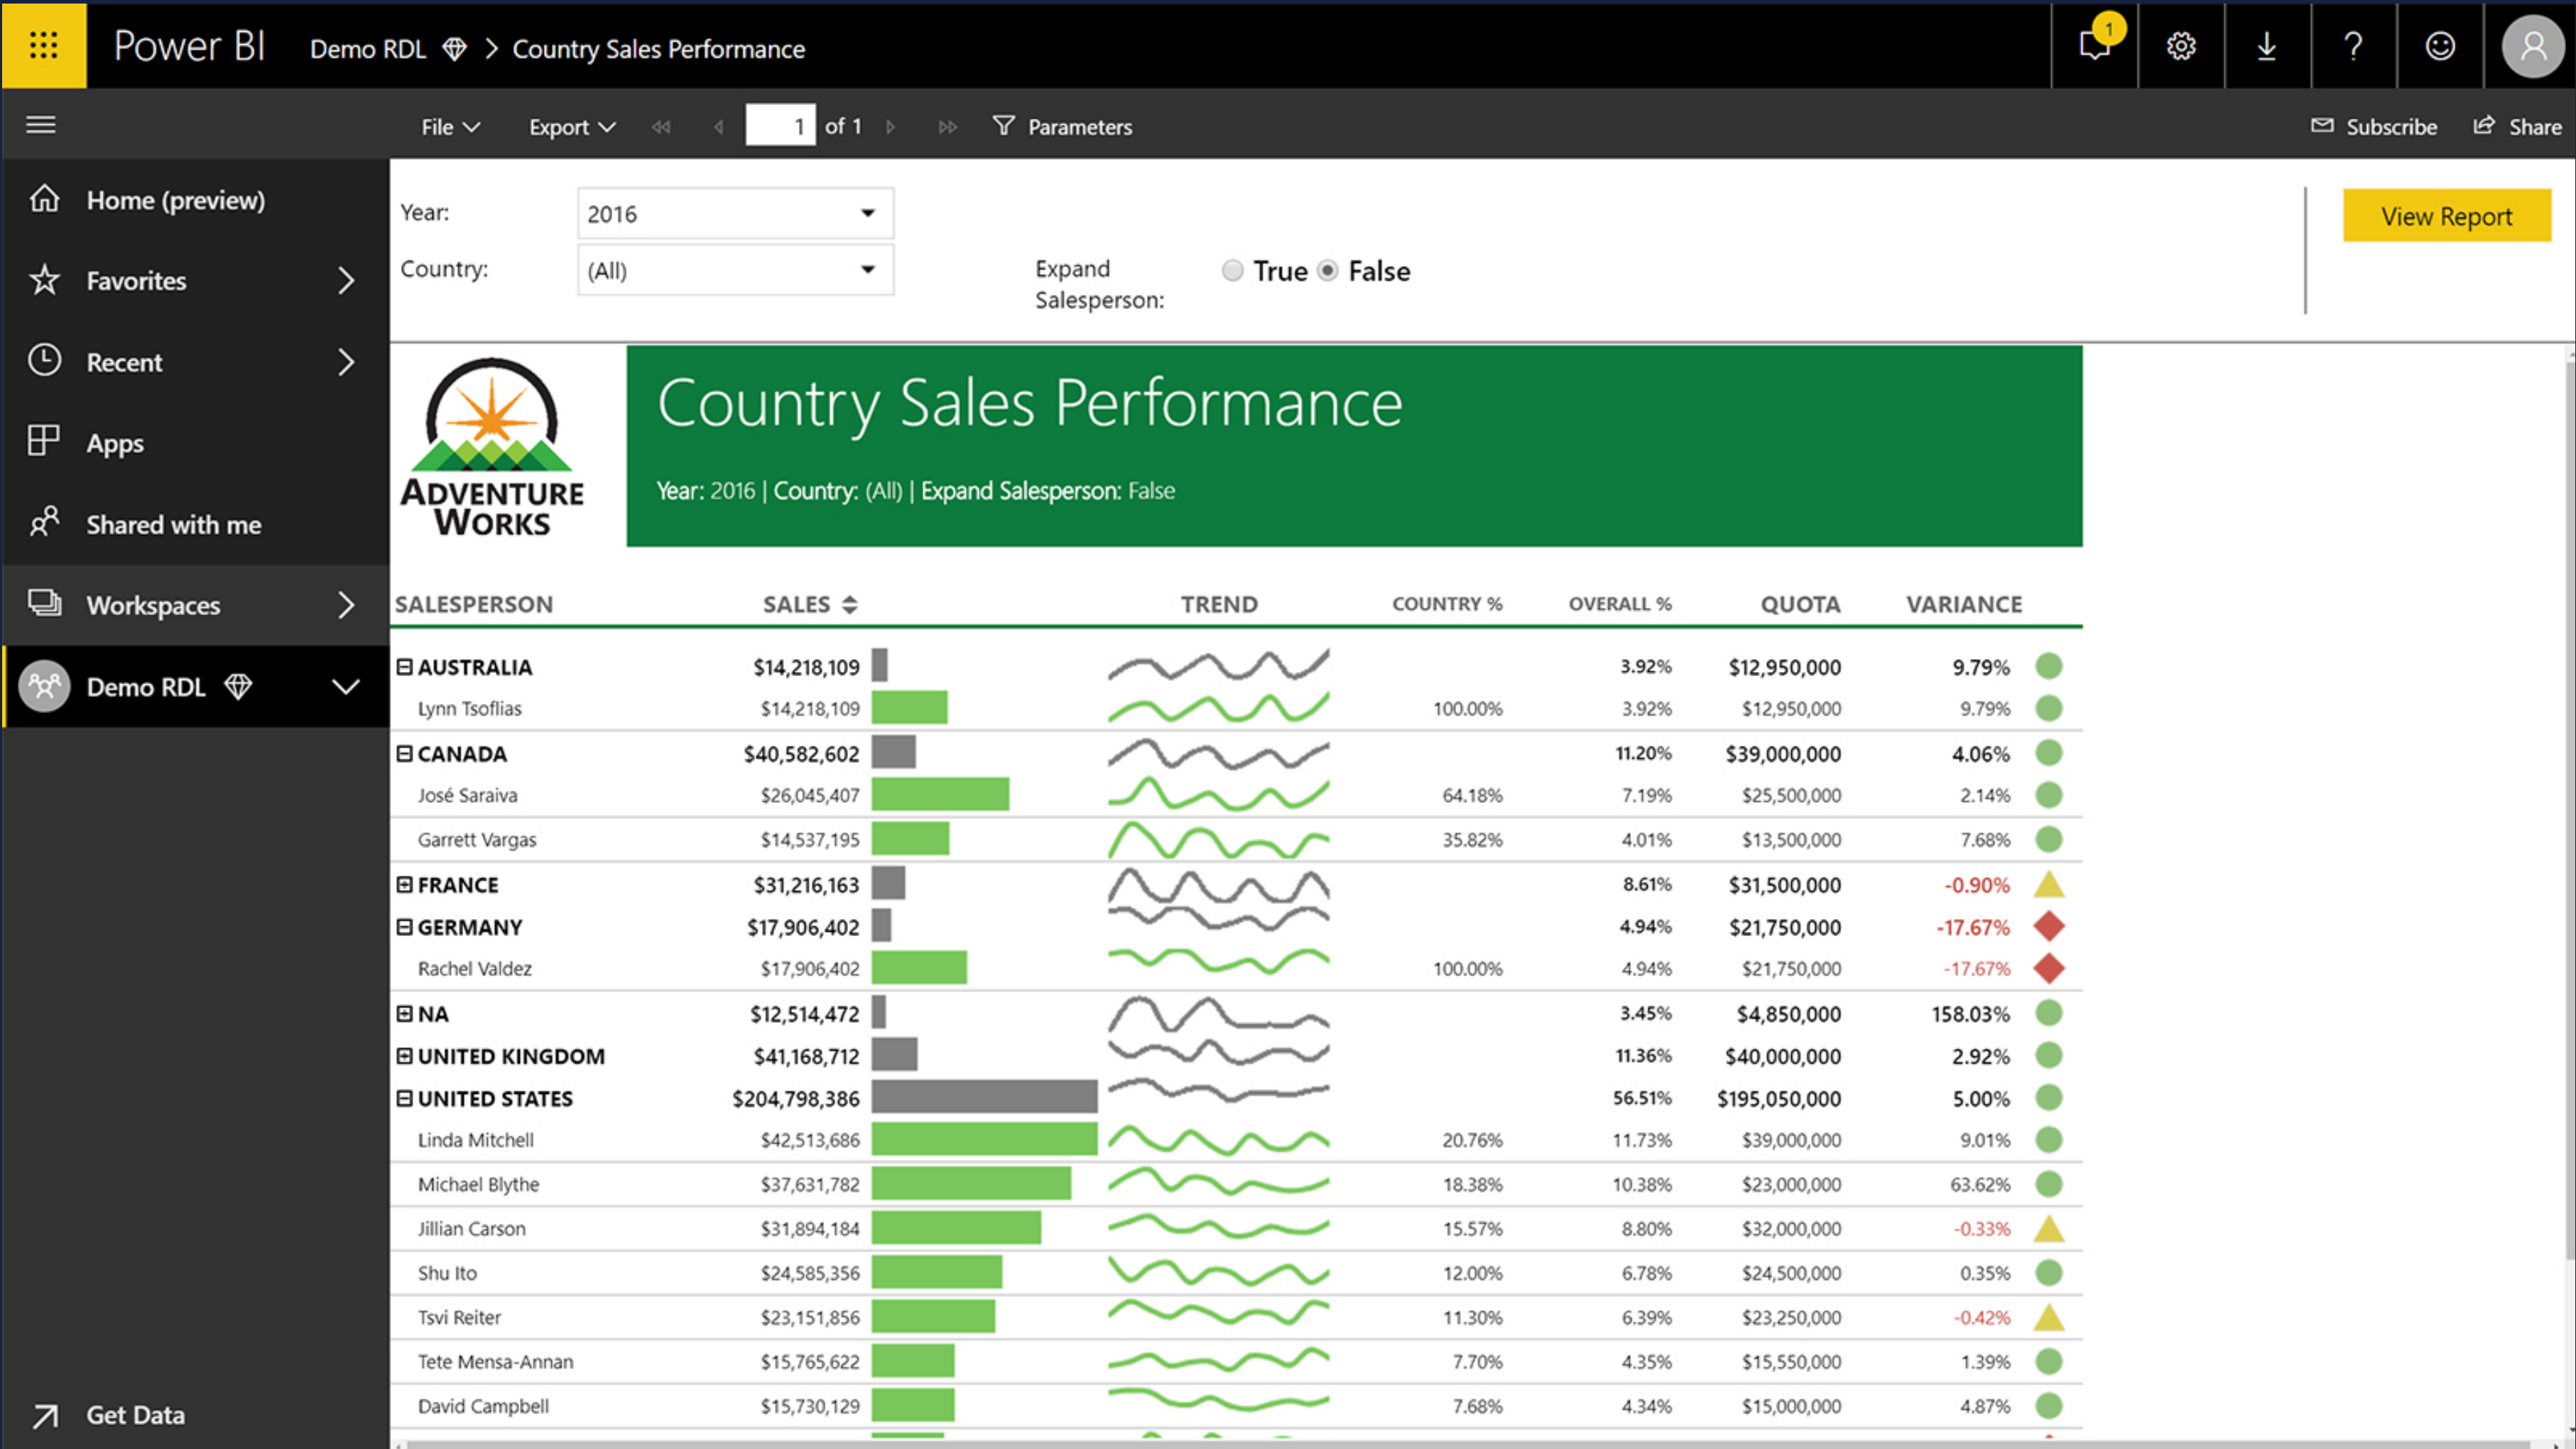 Power BI Demo RDL > Country Sales Performance 1 ?
File Export 1 of 1 Parameters Subscribe Share
Home (preview)
Favorites
Recent
Apps
Shared with me
Workspaces
Demo RDL
Get Data
Year: 2016 View Report
Country: (All) Expand Salesperson: True False
ADVENTURE
WORKS
Country Sales Performance
Year: 2016 | Country: (All) | Expand Salesperson: False
SALESPERSON SALES TREND COUNTRY % OVERALL % QUOTA VARIANCE
AUSTRALIA $14,218,109 3.92% $12,950,000 9.79%
Lynn Tsoflias $14,218,109 100.00% 3.92% $12,950,000 9.79%
CANADA $40,582,602 11.20% $39,000,000 4.06%
José Saraiva $26,045,407 64.18% 7.19% $25,500,000 2.14%
Garrett Vargas $14,537,195 35.82% 4.01% $13,500,000 7.68%
FRANCE $31,216,163 8.61% $31,500,000 -0.90%
GERMANY $17,906,402 4.94% $21,750,000 -17.67%
Rachel Valdez $17,906,402 100.00% 4.94% $21,750,000 -17.67%
NA $12,514,472 3.45% $4,850,000 158.03%
UNITED KINGDOM $41,168,712 11.36% $40,000,000 2.92%
UNITED STATES $204,798,386 56.51% $195,050,000 5.00%
Linda Mitchell $42,513,686 20.76% 11.73% $39,000,000 9.01%
Michael Blythe $37,631,782 18.38% 10.38% $23,000,000 63.62%
Jillian Carson $31,894,184 15.57% 8.80% $32,000,000 -0.33%
Shu Ito $24,585,356 12.00% 6.78% $24,500,000 0.35%
Tsvi Reiter $23,151,856 11.30% 6.39% $23,250,000 -0.42%
Tete Mensa-Annan $15,765,622 7.70% 4.35% $15,550,000 1.39%
David Campbell $15,730,129 7.68% 4.34% $15,000,000 4.87%